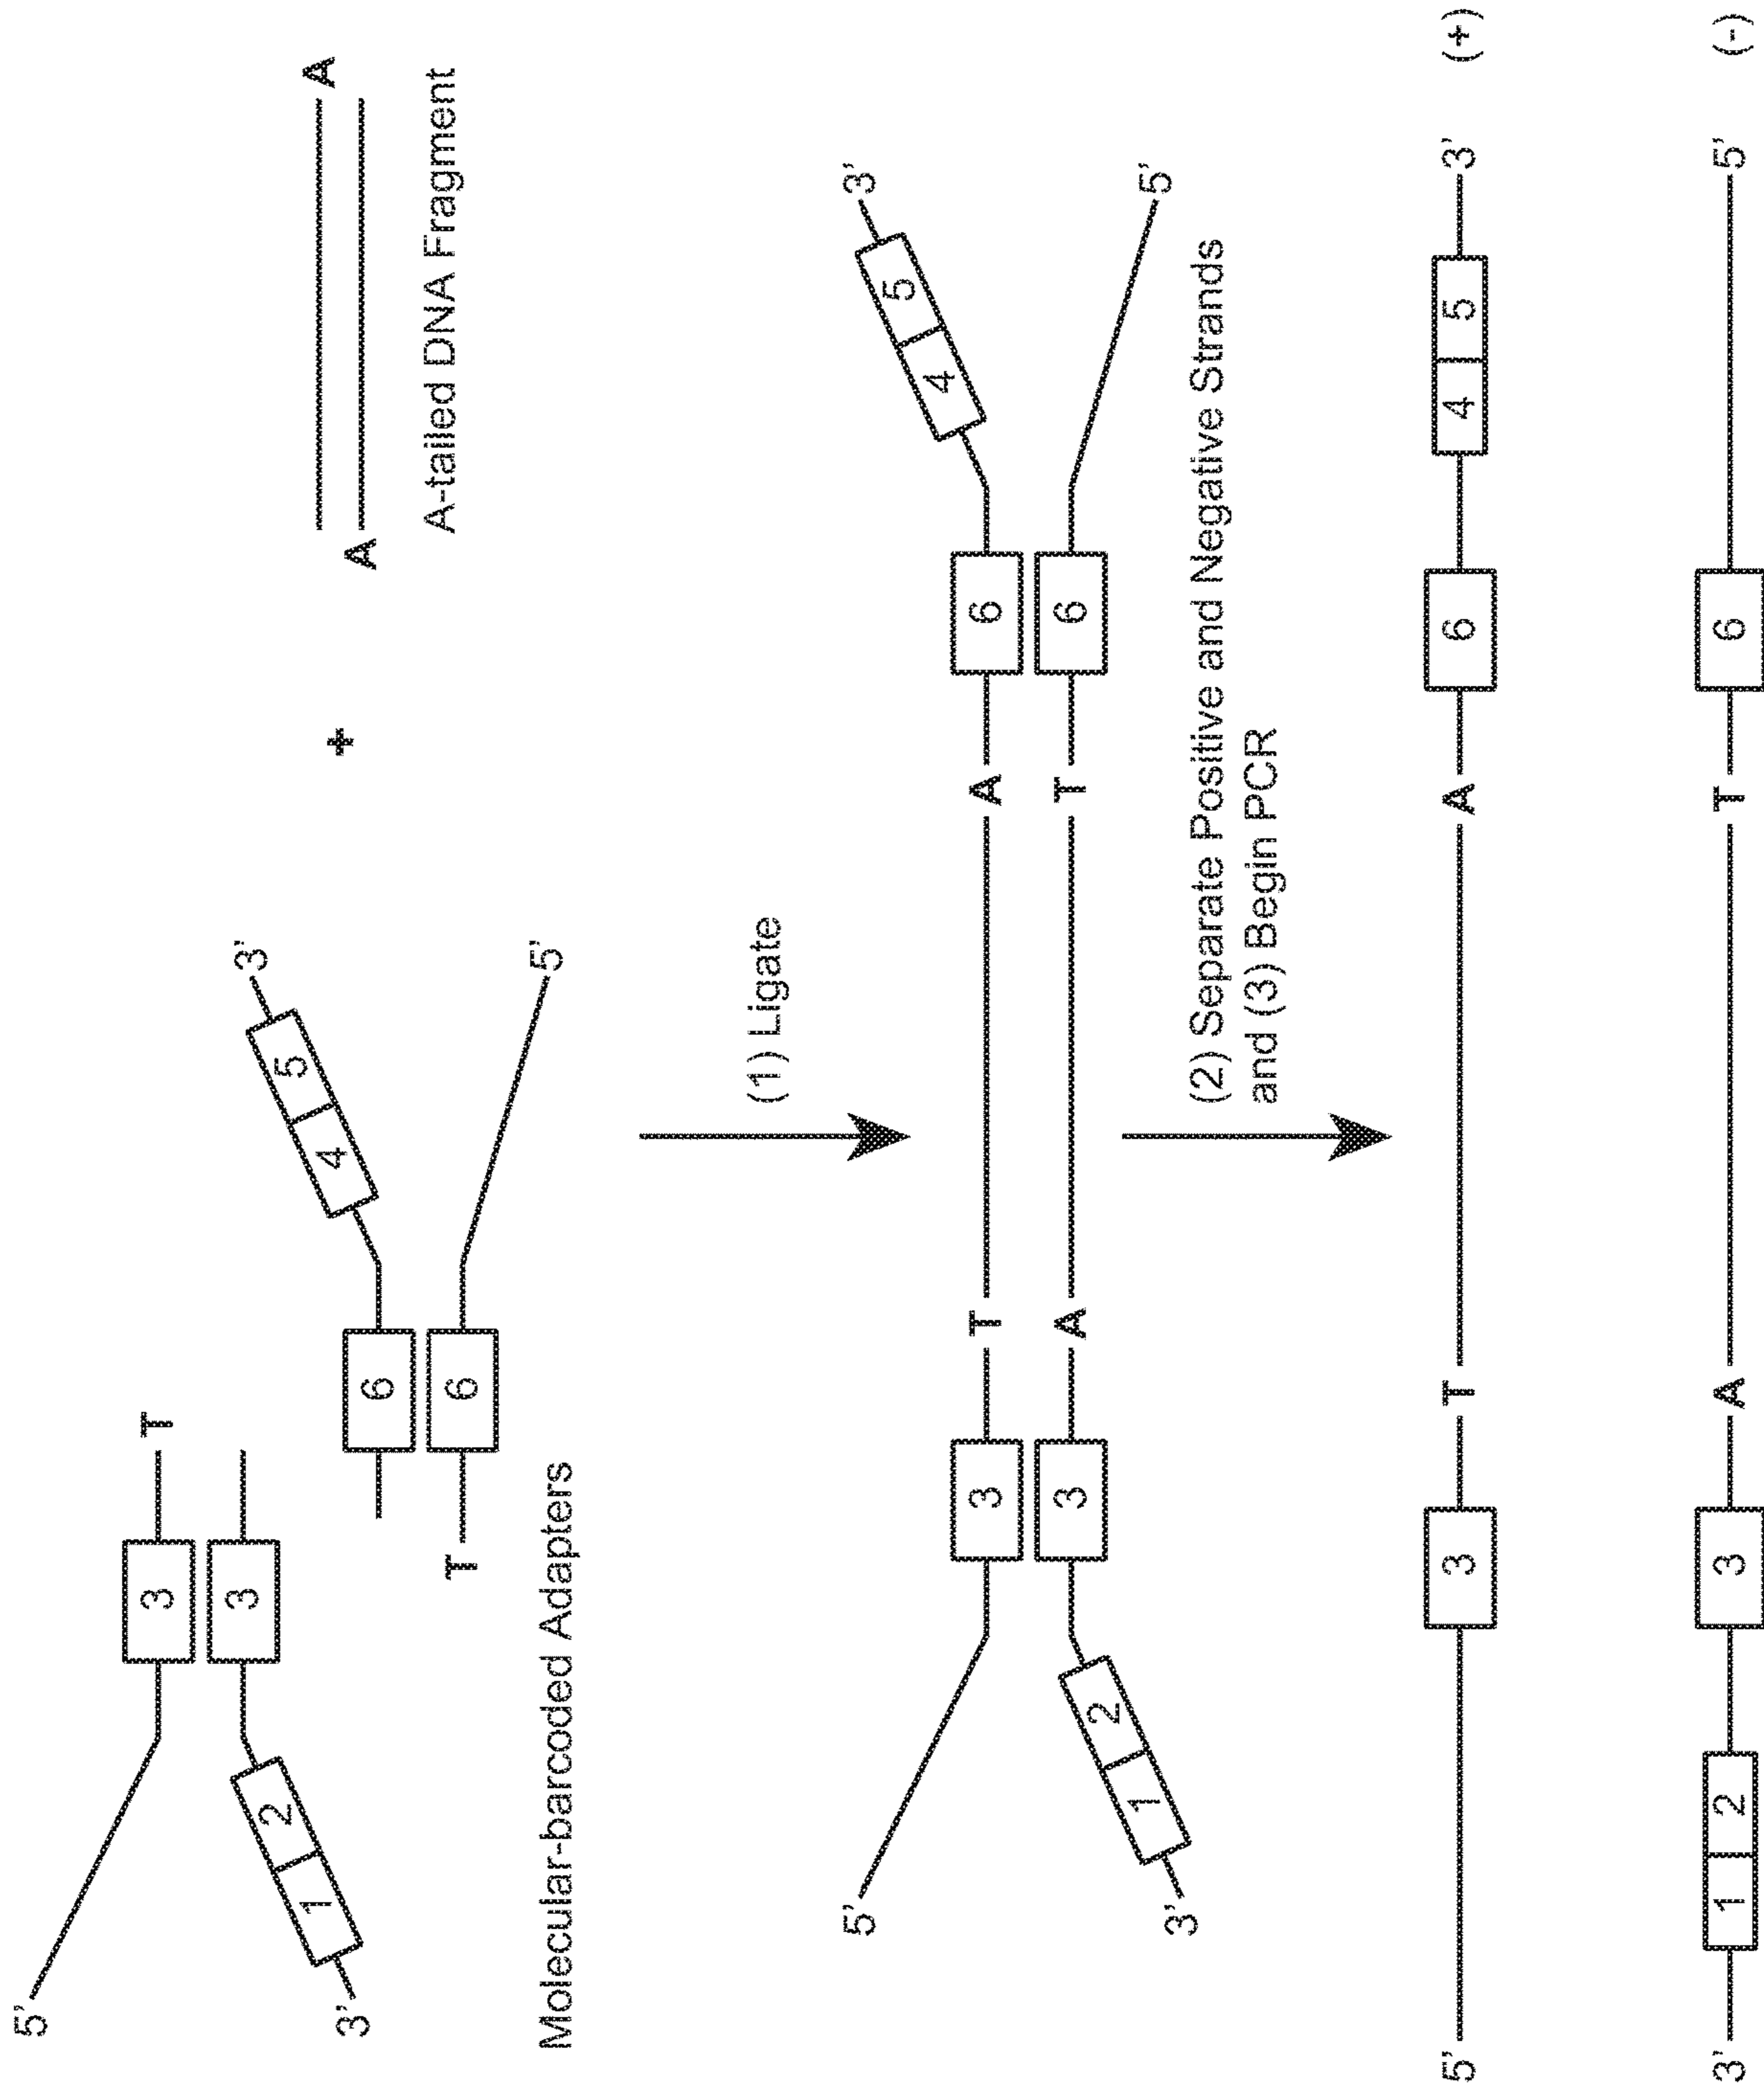 5'
3
T
3
1 2
3'
6
4 5
3'
T
6
5'
Molecular-barcoded Adapters
+
A
A
A-tailed DNA Fragment
(1) Ligate
5'
3
T
A
6
4 5
3'
3'
1 2
3
A
T
6
5'
(2) Separate Positive and Negative Strands
and (3) Begin PCR
5' 3 T A 6 4 5 3' (+)
3' 1 2 3 A T 6 5' (-)